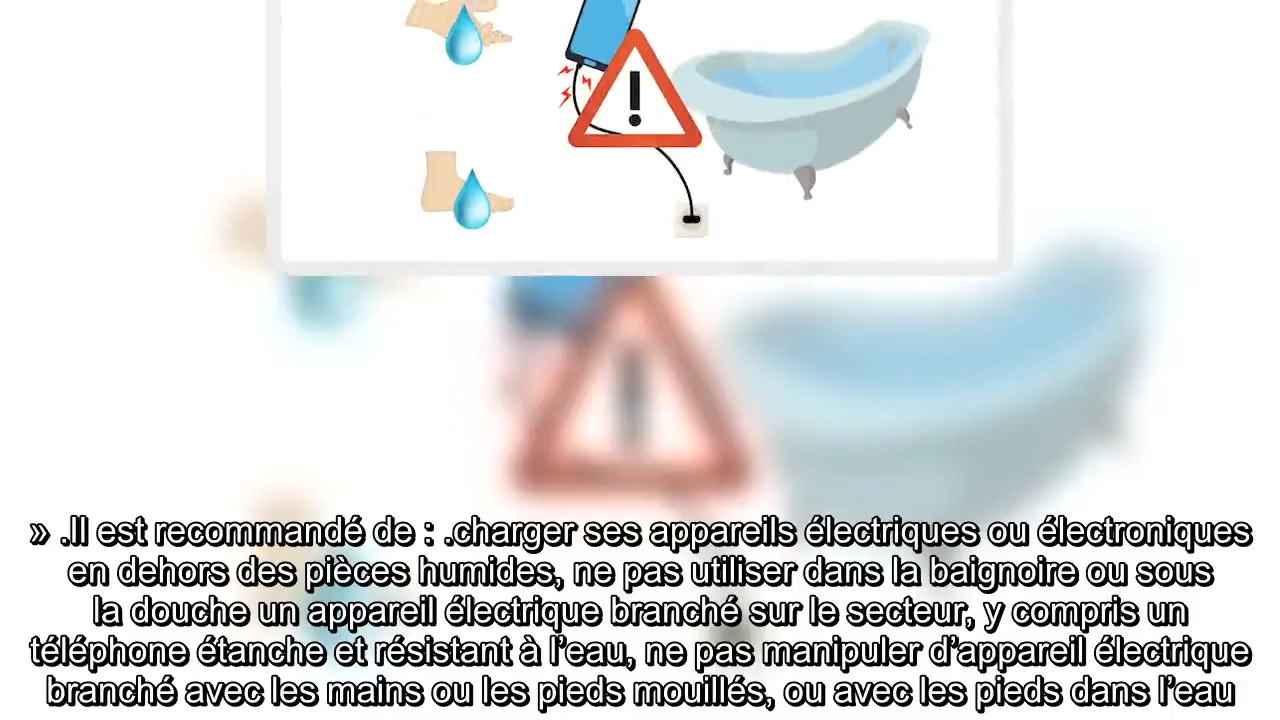 » .Il est recommandé de : .charger ses appareils électriques ou électroniques
en dehors des pièces humides, ne pas utiliser dans la baignoire ou sous
la douche un appareil électrique branché sur le secteur, y compris un
téléphone étanche et résistant à l’eau, ne pas manipuler d’appareil électrique
branché avec les mains ou les pieds mouillés, ou avec les pieds dans l’eau